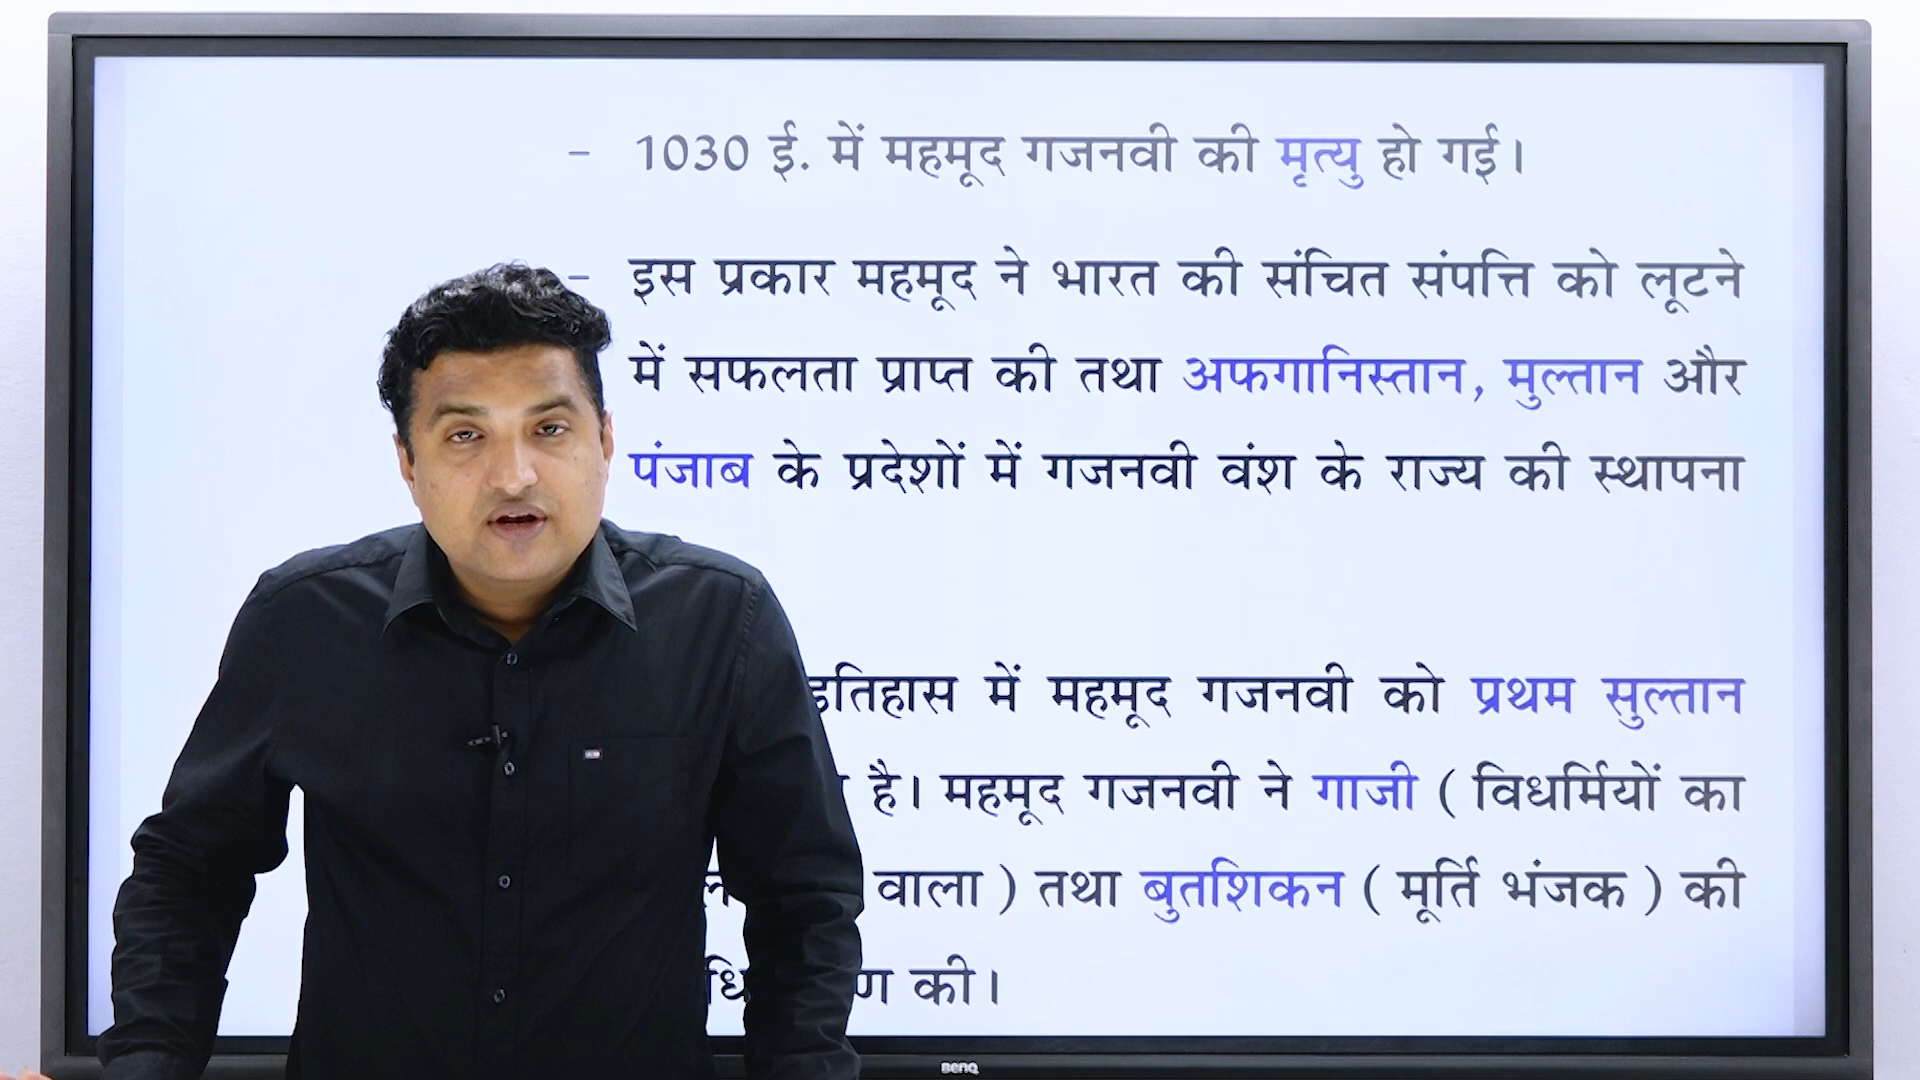 - 1030 ई. में महमूद गजनवी की मृत्यु हो गई।
- इस प्रकार महमूद ने भारत की संचित संपत्ति को लूटने
में सफलता प्राप्त की तथा अफगानिस्तान, मुल्तान और
पंजाब के प्रदेशों में गजनवी वंश के राज्य की स्थापना
इतिहास में महमूद गजनवी को प्रथम सुल्तान
है। महमूद गजनवी ने गाजी ( विधर्मियों का
वाला ) तथा बुतशिकन ( मूर्ति भंजक ) की
की।
BenQ